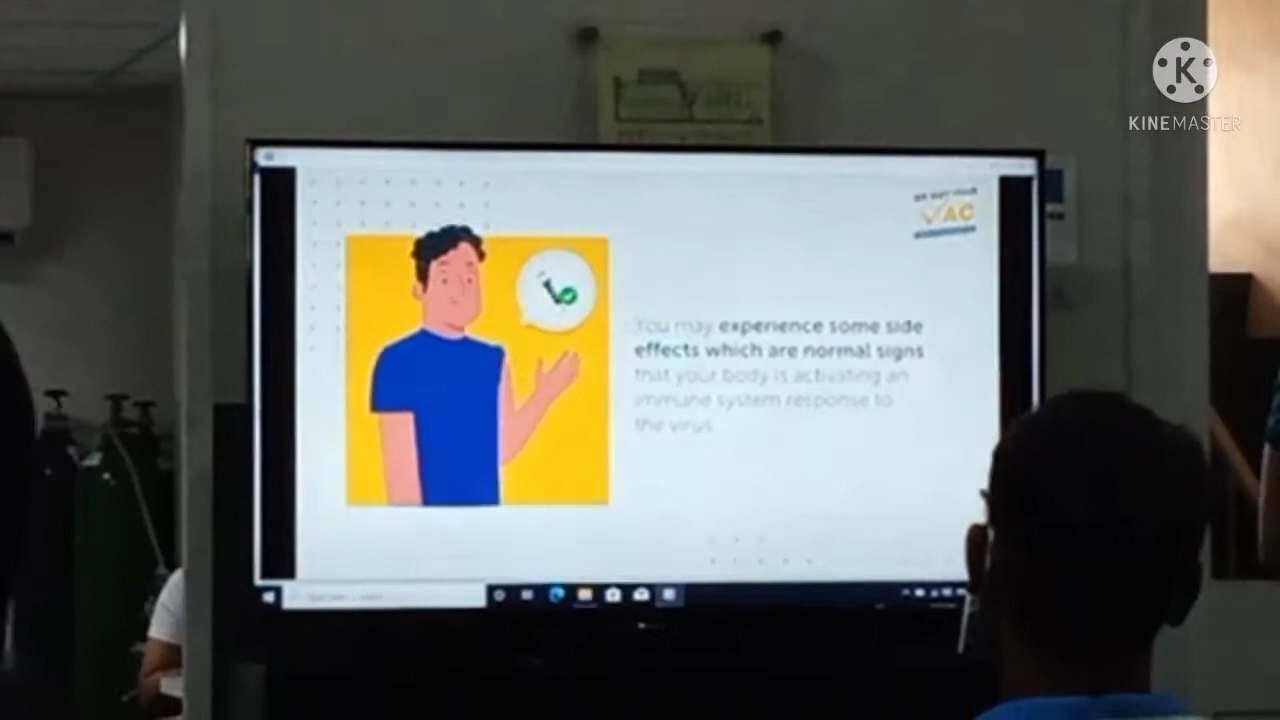 K
KINEMASTER
VAC
You may experience some side
effects which are normal signs
that your body is activating an
immune system response to
the virus